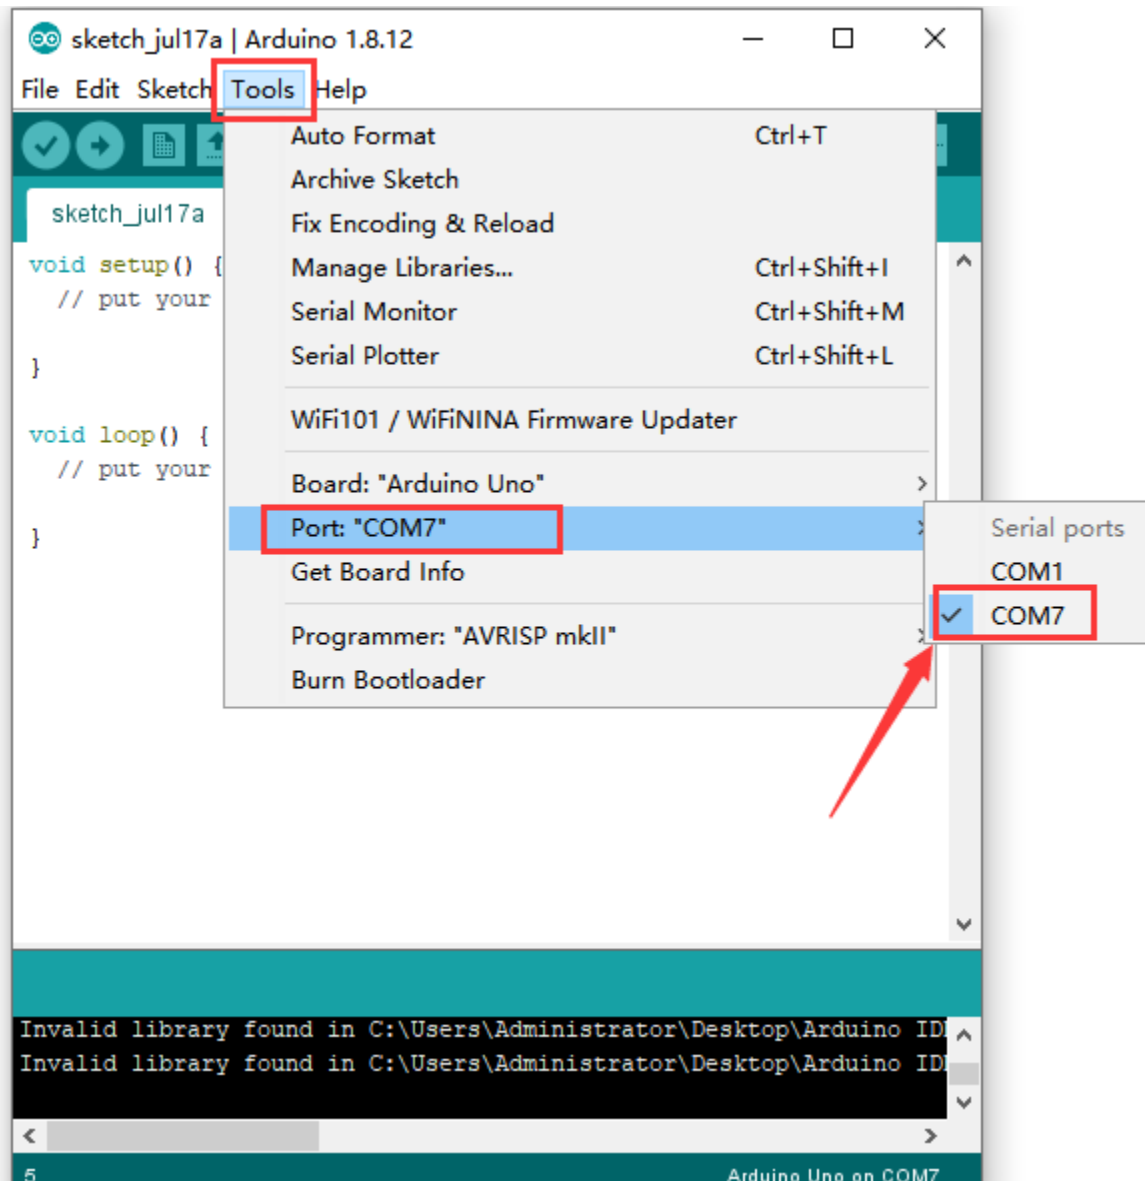 sketch_jul17a | Arduino 1.8.12
File Edit Sketch Tools Help
Auto Format Ctrl+T
Archive Sketch
Fix Encoding & Reload
Manage Libraries... Ctrl+Shift+I
Serial Monitor Ctrl+Shift+M
Serial Plotter Ctrl+Shift+L
WiFi101 / WiFiNINA Firmware Updater
Board: "Arduino Uno"
Port: "COM7"
Get Board Info
Programmer: "AVRISP mkII"
Burn Bootloader
Serial ports
COM1
COM7
sketch_jul17a
void setup() {
// put your
}
void loop() {
// put your
}
Invalid library found in C:\Users\Administrator\Desktop\Arduino
Invalid library found in C:\Users\Administrator\Desktop\Arduino
5 Arduino Uno on COM7